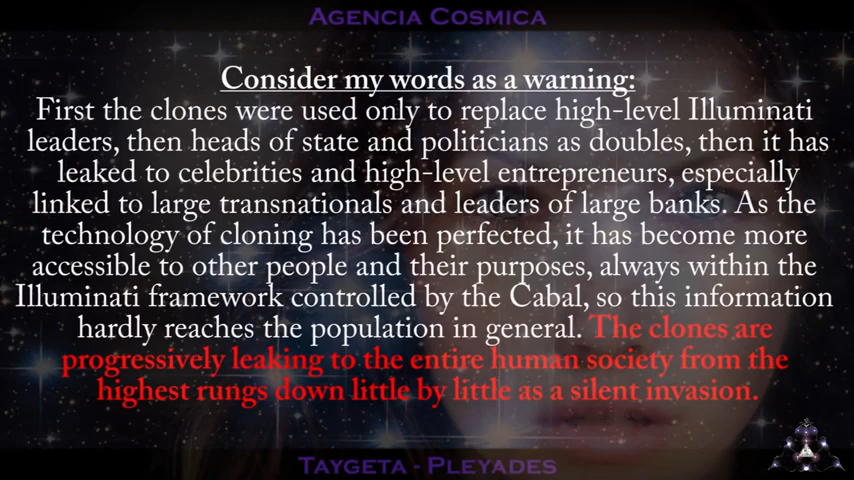 AGENCIA COSMICA
Consider my words as a warning:
First the clones were used only to replace high-level Illuminati
leaders, then heads of state and politicians as doubles, then it has
leaked to celebrities and high-level entrepreneurs, especially
linked to large transnationals and leaders of large banks. As the
technology of cloning has been perfected, it has become more
accessible to other people and their purposes, always within the
Illuminati framework controlled by the Cabal, so this information
hardly reaches the population in general. The clones are
progressively leaking to the entire human society from the
highest rungs down little by little as a silent invasion.
TAYGETA - PLEYADES